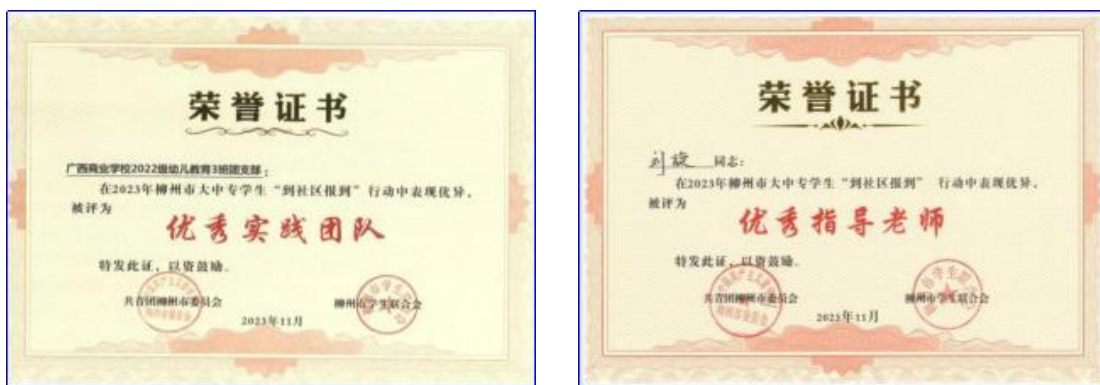 荣誉证书
广西商业学校2022级幼儿教育3班团支部：
在2023年柳州市大中专学生“到社区报到”行动中表现优异，
被评为
优秀实践团队
特发此证，以资鼓励。
共青团柳州市委员会 柳州市学生联合会
2023年11月
荣誉证书
刘旋 同志：
在2023年柳州市大中专学生“到社区报到” 行动中表现优异，
被评为
优秀指导老师
特发此证，以资鼓励。
共青团柳州市委员会 柳州市学生联合会
2023年11月